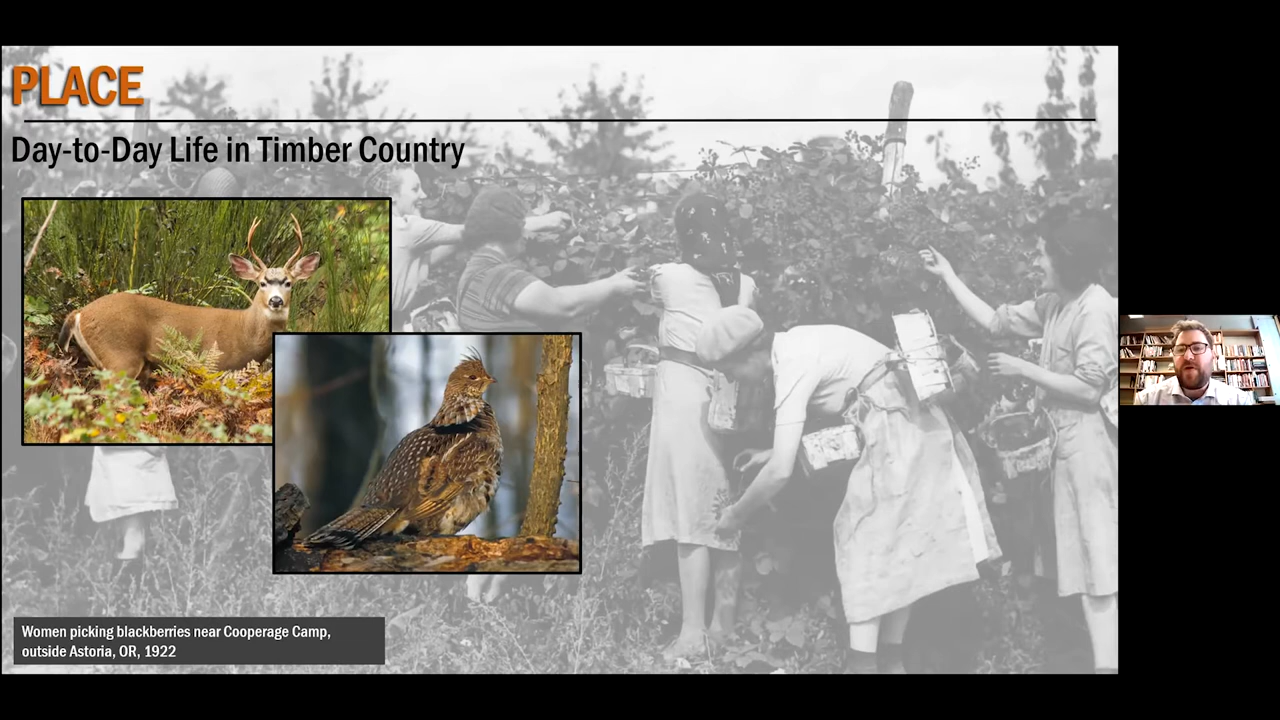 PLACE
Day-to-Day Life in Timber Country
Women picking blackberries near Cooperage Camp,
outside Astoria, OR, 1922